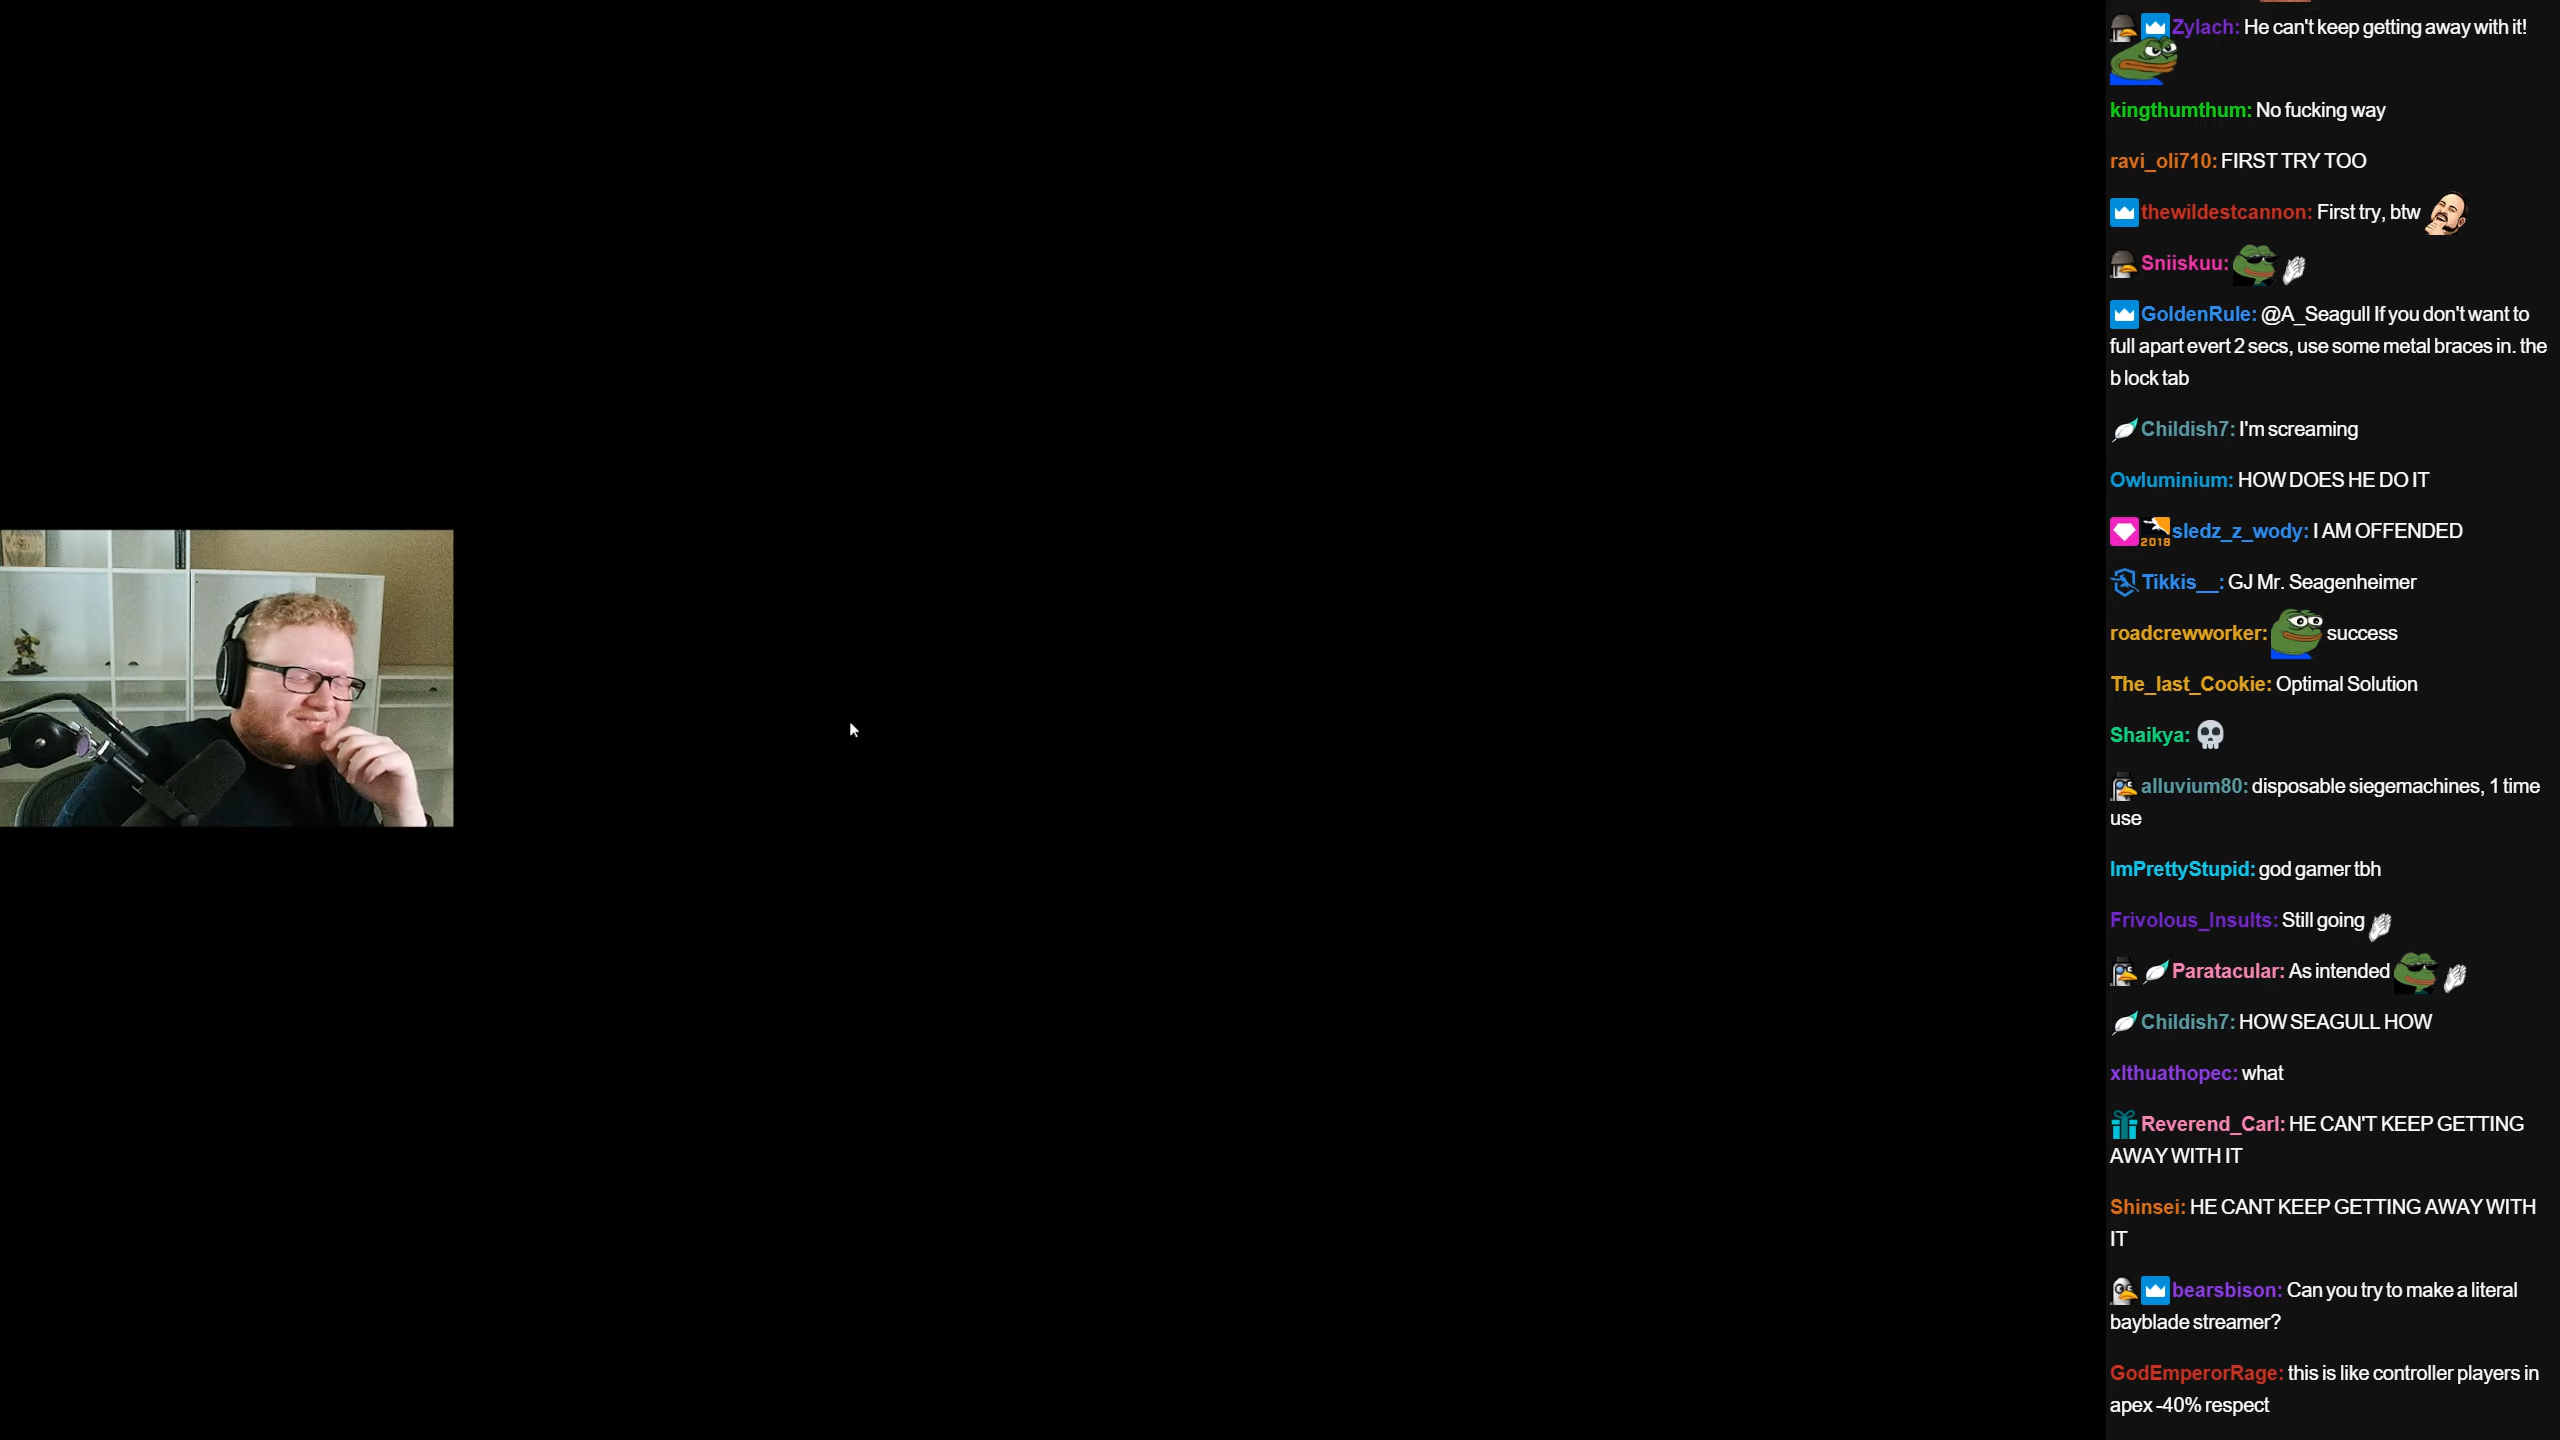 Zylach: He can't keep getting away with it!
kingthumthum: No fucking way
ravi_oli710: FIRST TRY TOO
thewildestcannon: First try, btw
Sniiskuu:
GoldenRule: @A_Seagull If you don't want to
full apart evert 2 secs, use some metal braces in. the
b lock tab
Childish7: I'm screaming
Owluminium: HOW DOES HE DO IT
2018 sledz_z_wody: I AM OFFENDED
Tikkis__: GJ Mr. Seagenheimer
roadcrewworker: success
The_last_Cookie: Optimal Solution
Shaikya:
alluvium80: disposable siegemachines, 1 time
use
ImPrettyStupid: god gamer tbh
Frivolous_Insults: Still going
Paratacular: As intended
Childish7: HOW SEAGULL HOW
xlthuathopec: what
Reverend_Carl: HE CAN'T KEEP GETTING
AWAY WITH IT
Shinsei: HE CANT KEEP GETTING AWAY WITH
IT
bearsbison: Can you try to make a literal
bayblade streamer?
GodEmperorRage: this is like controller players in
apex -40% respect